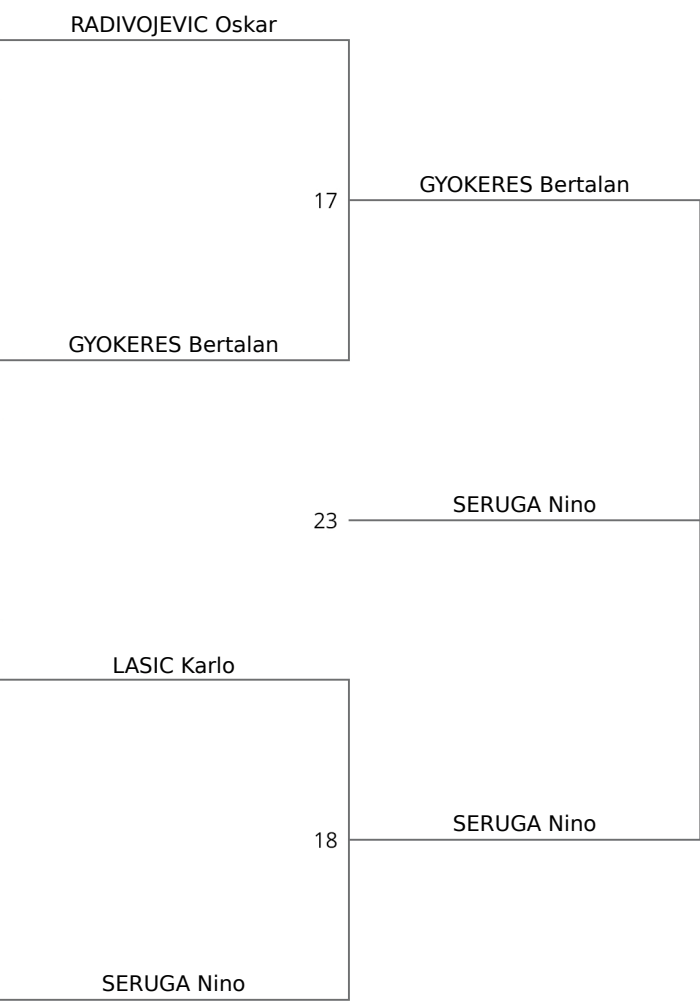 RADIVOJEVIC Oskar
GYOKERES Bertalan
17
GYOKERES Bertalan
SERUGA Nino
23
LASIC Karlo
SERUGA Nino
18
SERUGA Nino